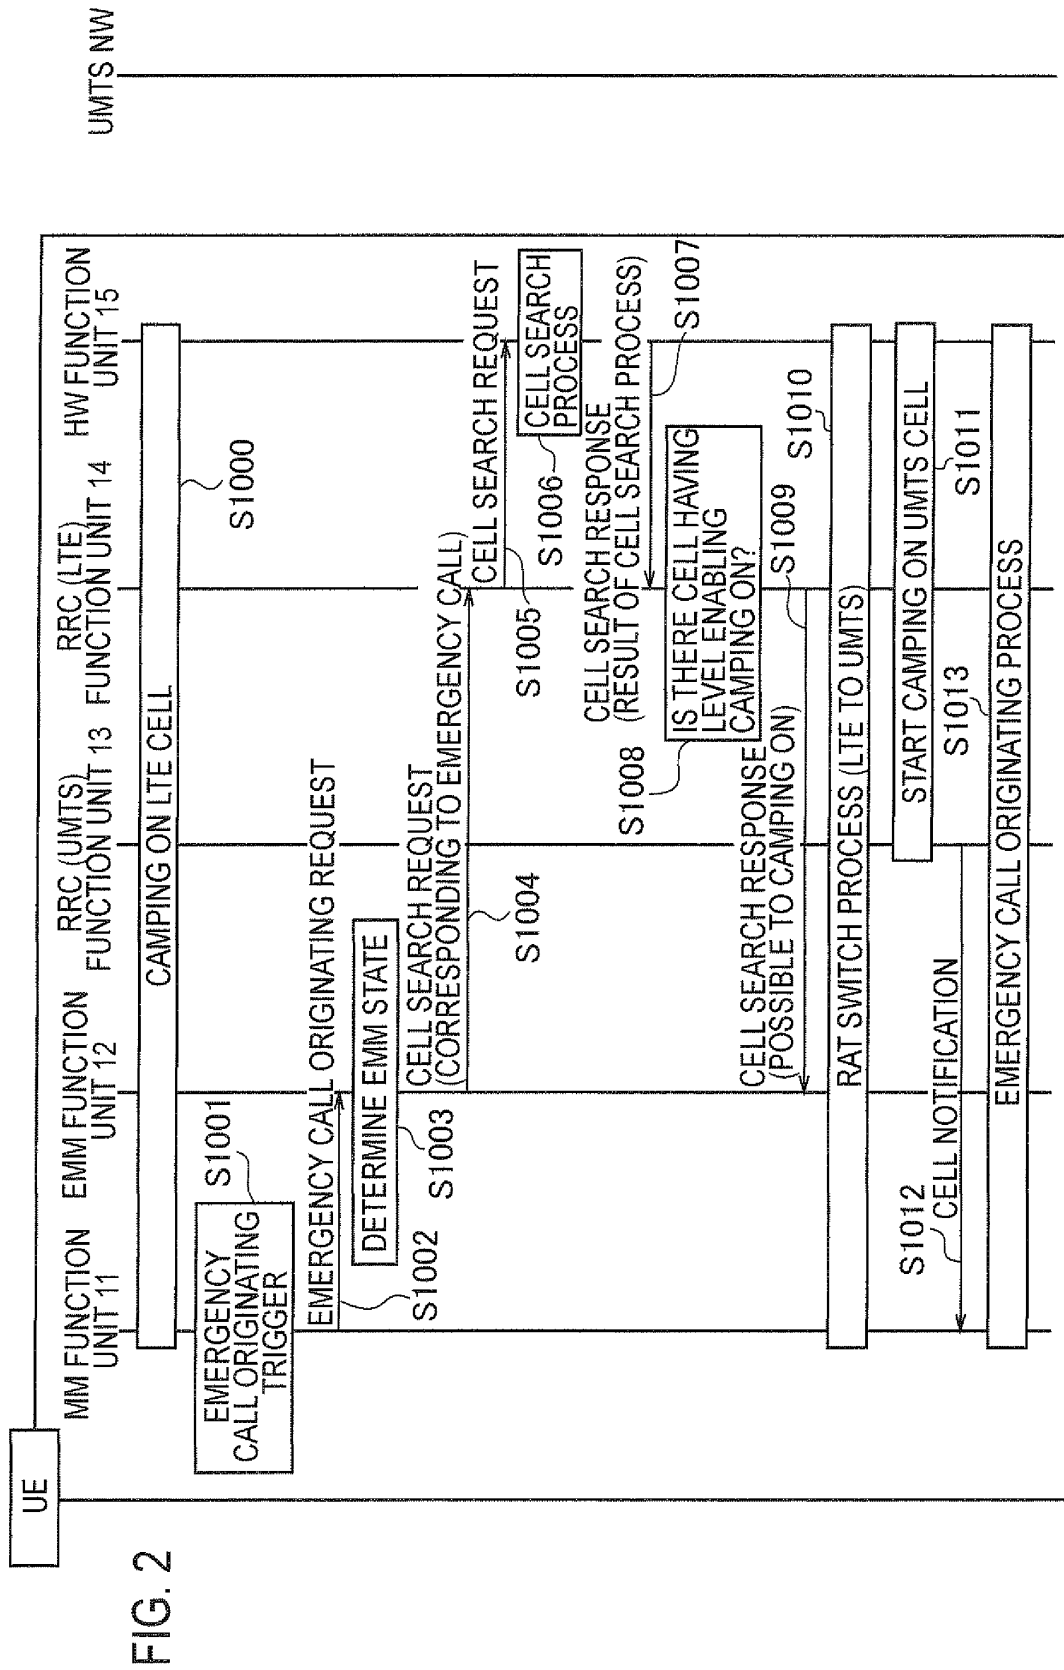 FIG. 2
UE
MM FUNCTION
UNIT 11
EMM FUNCTION
UNIT 12
RRC (UMTS)
FUNCTION UNIT 13
RRC (LTE)
FUNCTION UNIT 14
HW FUNCTION
UNIT 15
UMTS NW
CAMPING ON LTE CELL
S1000
EMERGENCY
CALL ORIGINATING
TRIGGER
S1001
EMERGENCY CALL ORIGINATING REQUEST
S1002
DETERMINE EMM STATE
S1003
CELL SEARCH REQUEST
(CORRESPONDING TO EMERGENCY CALL)
S1004
CELL SEARCH REQUEST
S1005
CELL SEARCH
PROCESS
S1006
CELL SEARCH RESPONSE
(RESULT OF CELL SEARCH PROCESS)
S1007
IS THERE CELL HAVING
LEVEL ENABLING
CAMPING ON?
S1008
CELL SEARCH RESPONSE
(POSSIBLE TO CAMPING ON)
S1009
RAT SWITCH PROCESS (LTE TO UMTS)
S1010
START CAMPING ON UMTS CELL
S1011
CELL NOTIFICATION
S1012
EMERGENCY CALL ORIGINATING PROCESS
S1013